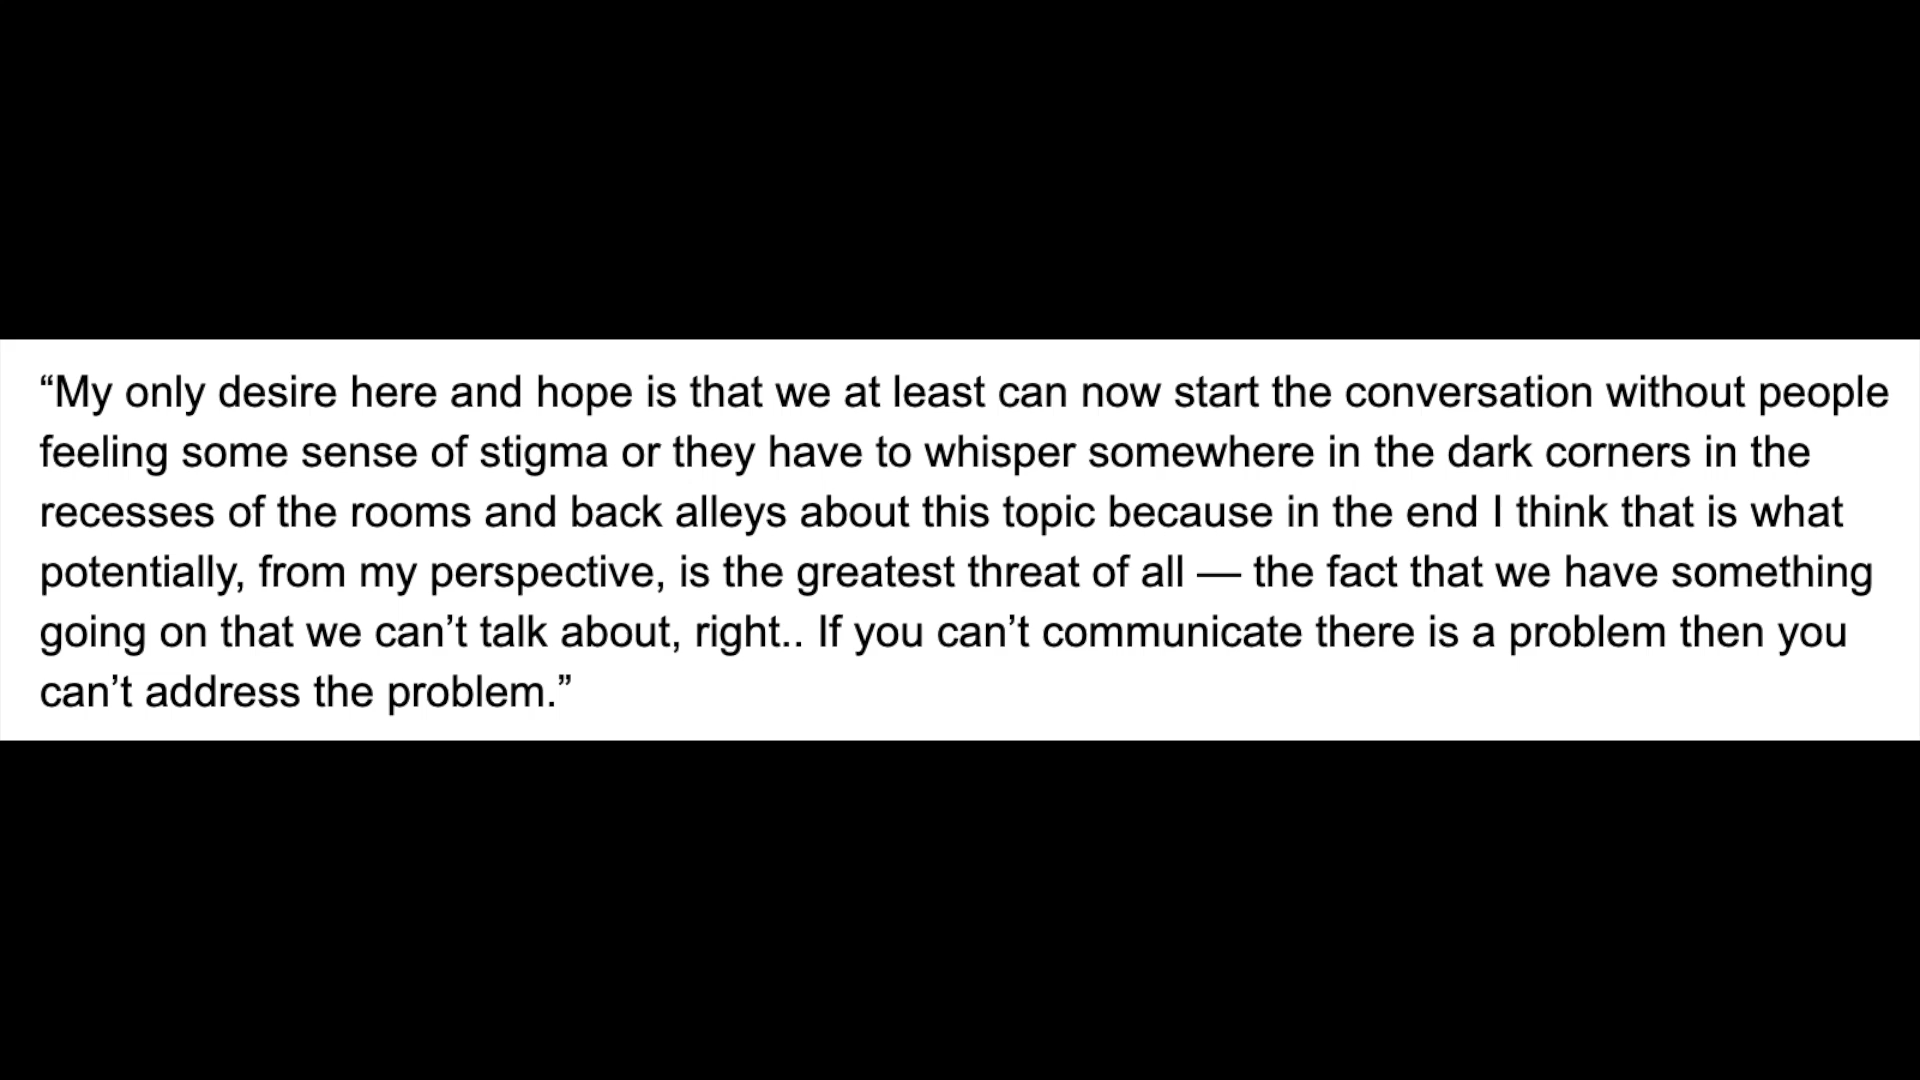 “My only desire here and hope is that we at least can now start the conversation without people
feeling some sense of stigma or they have to whisper somewhere in the dark corners in the
recesses of the rooms and back alleys about this topic because in the end I think that is what
potentially, from my perspective, is the greatest threat of all — the fact that we have something
going on that we can’t talk about, right.. If you can’t communicate there is a problem then you
can’t address the problem.”